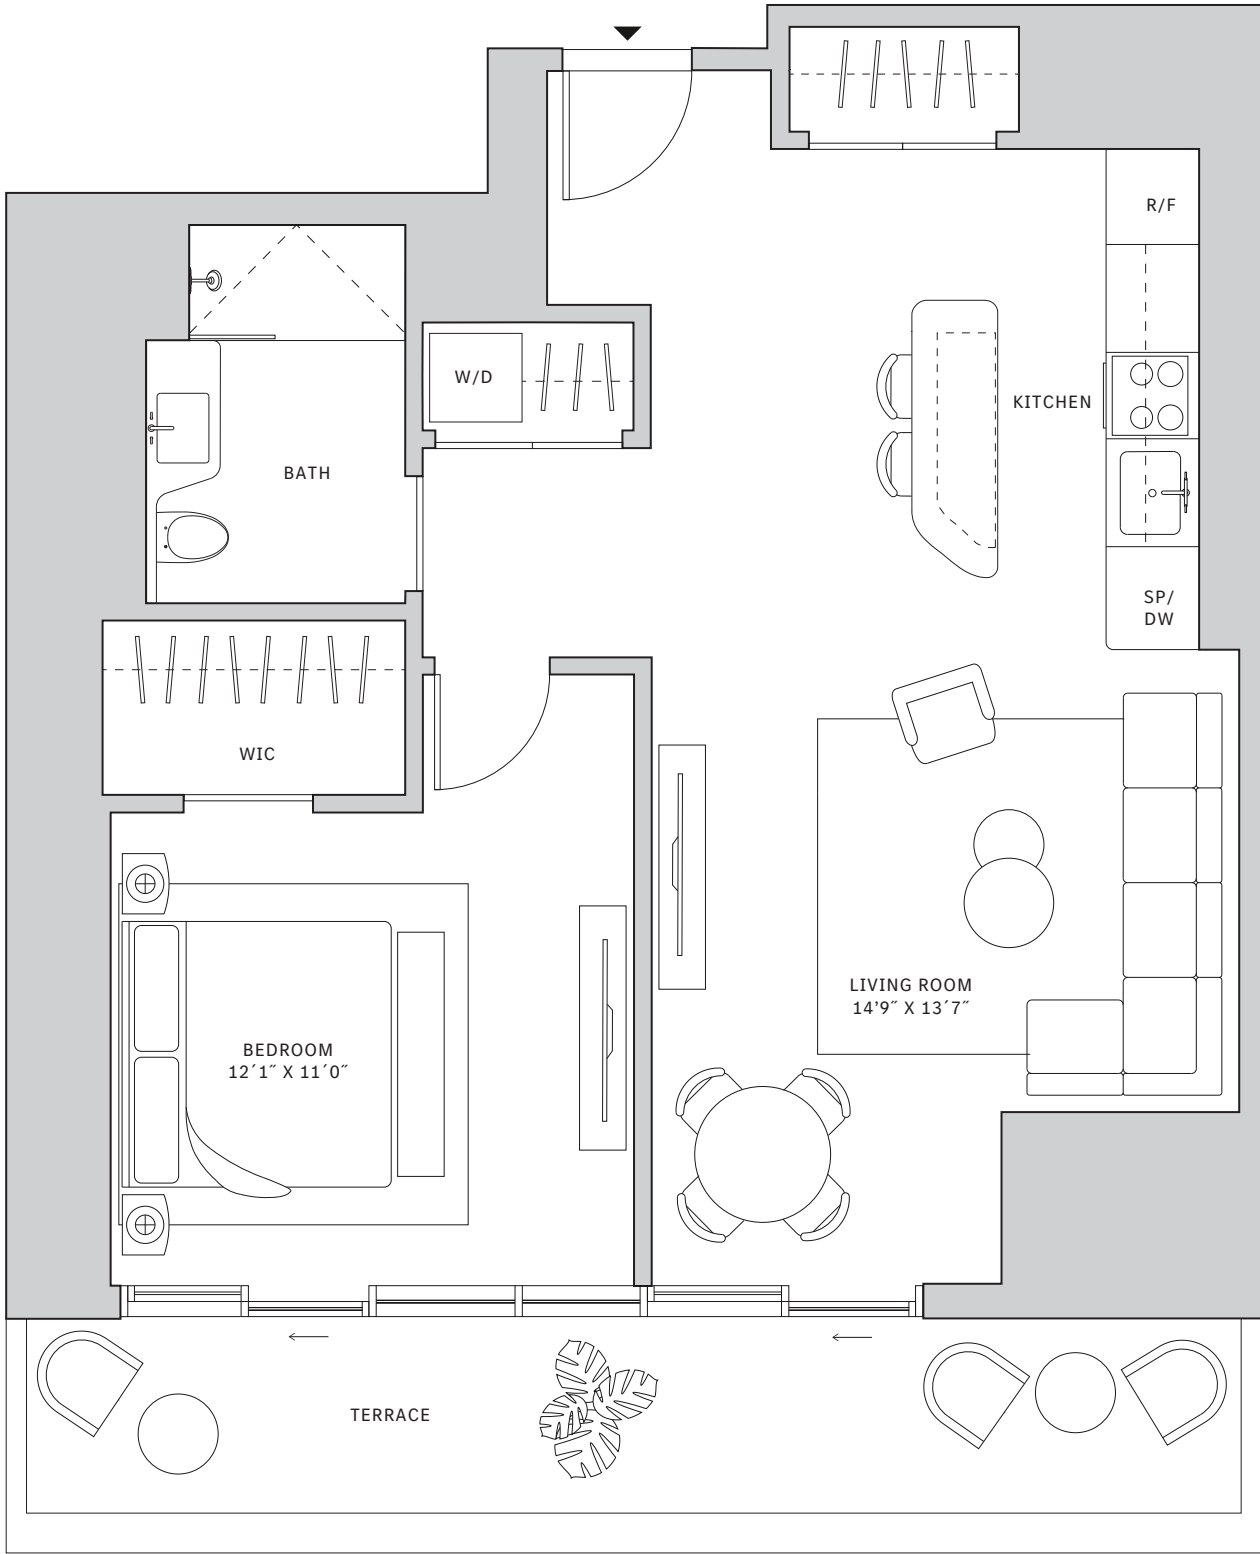 R/F
W/D
KITCHEN
BATH
SP/
DW
WIC
LIVING ROOM
14’9˝ X 13´7˝
BEDROOM
12´1˝ X 11´0˝
TERRACE